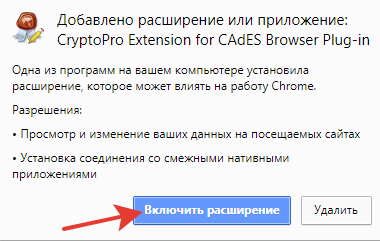 Добавлено расширение или приложение:
CryptoPro Extension for CAdES Browser Plug-in
Одна из программ на вашем компьютере установила
расширение, которое может влиять на работу Chrome.
Разрешения:
• Просмотр и изменение ваших данных на посещаемых сайтах
• Установка соединения со смежными нативными
приложениями
Включить расширение Удалить